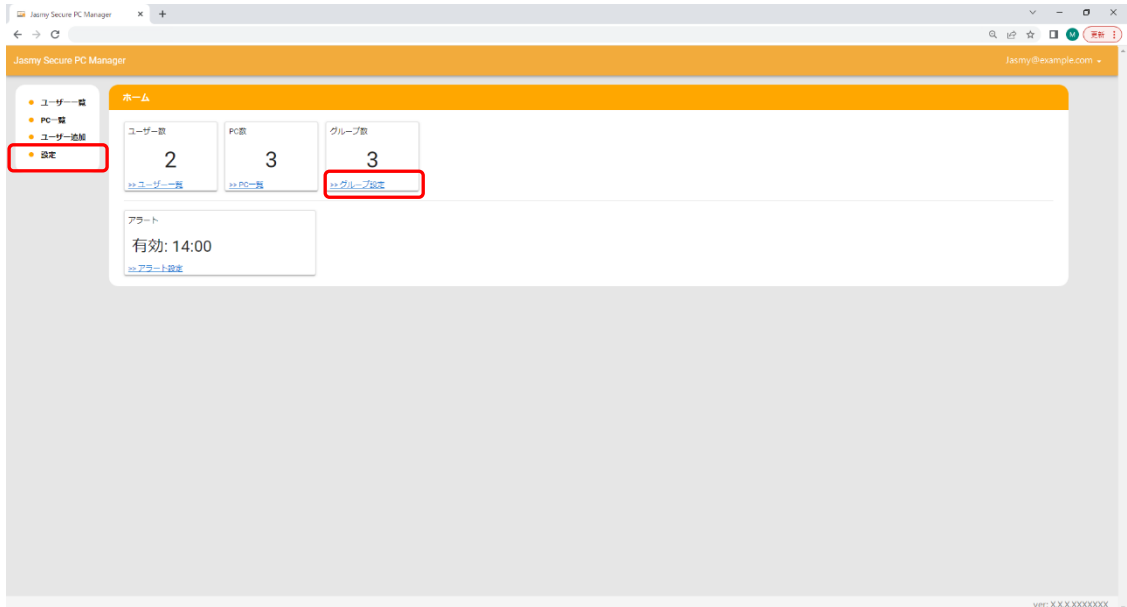 Jasmy Secure PC Manager
更新
Jasmy Secure PC Manager
Jasmy@example.com
ユーザー一覧
PC一覧
ユーザー追加
設定
ホーム
ユーザー数
2
>> ユーザー一覧
PC数
3
>> PC一覧
グループ数
3
>> グループ設定
アラート
有効: 14:00
>> アラート設定
ver: X.X.X.XXXXXXX